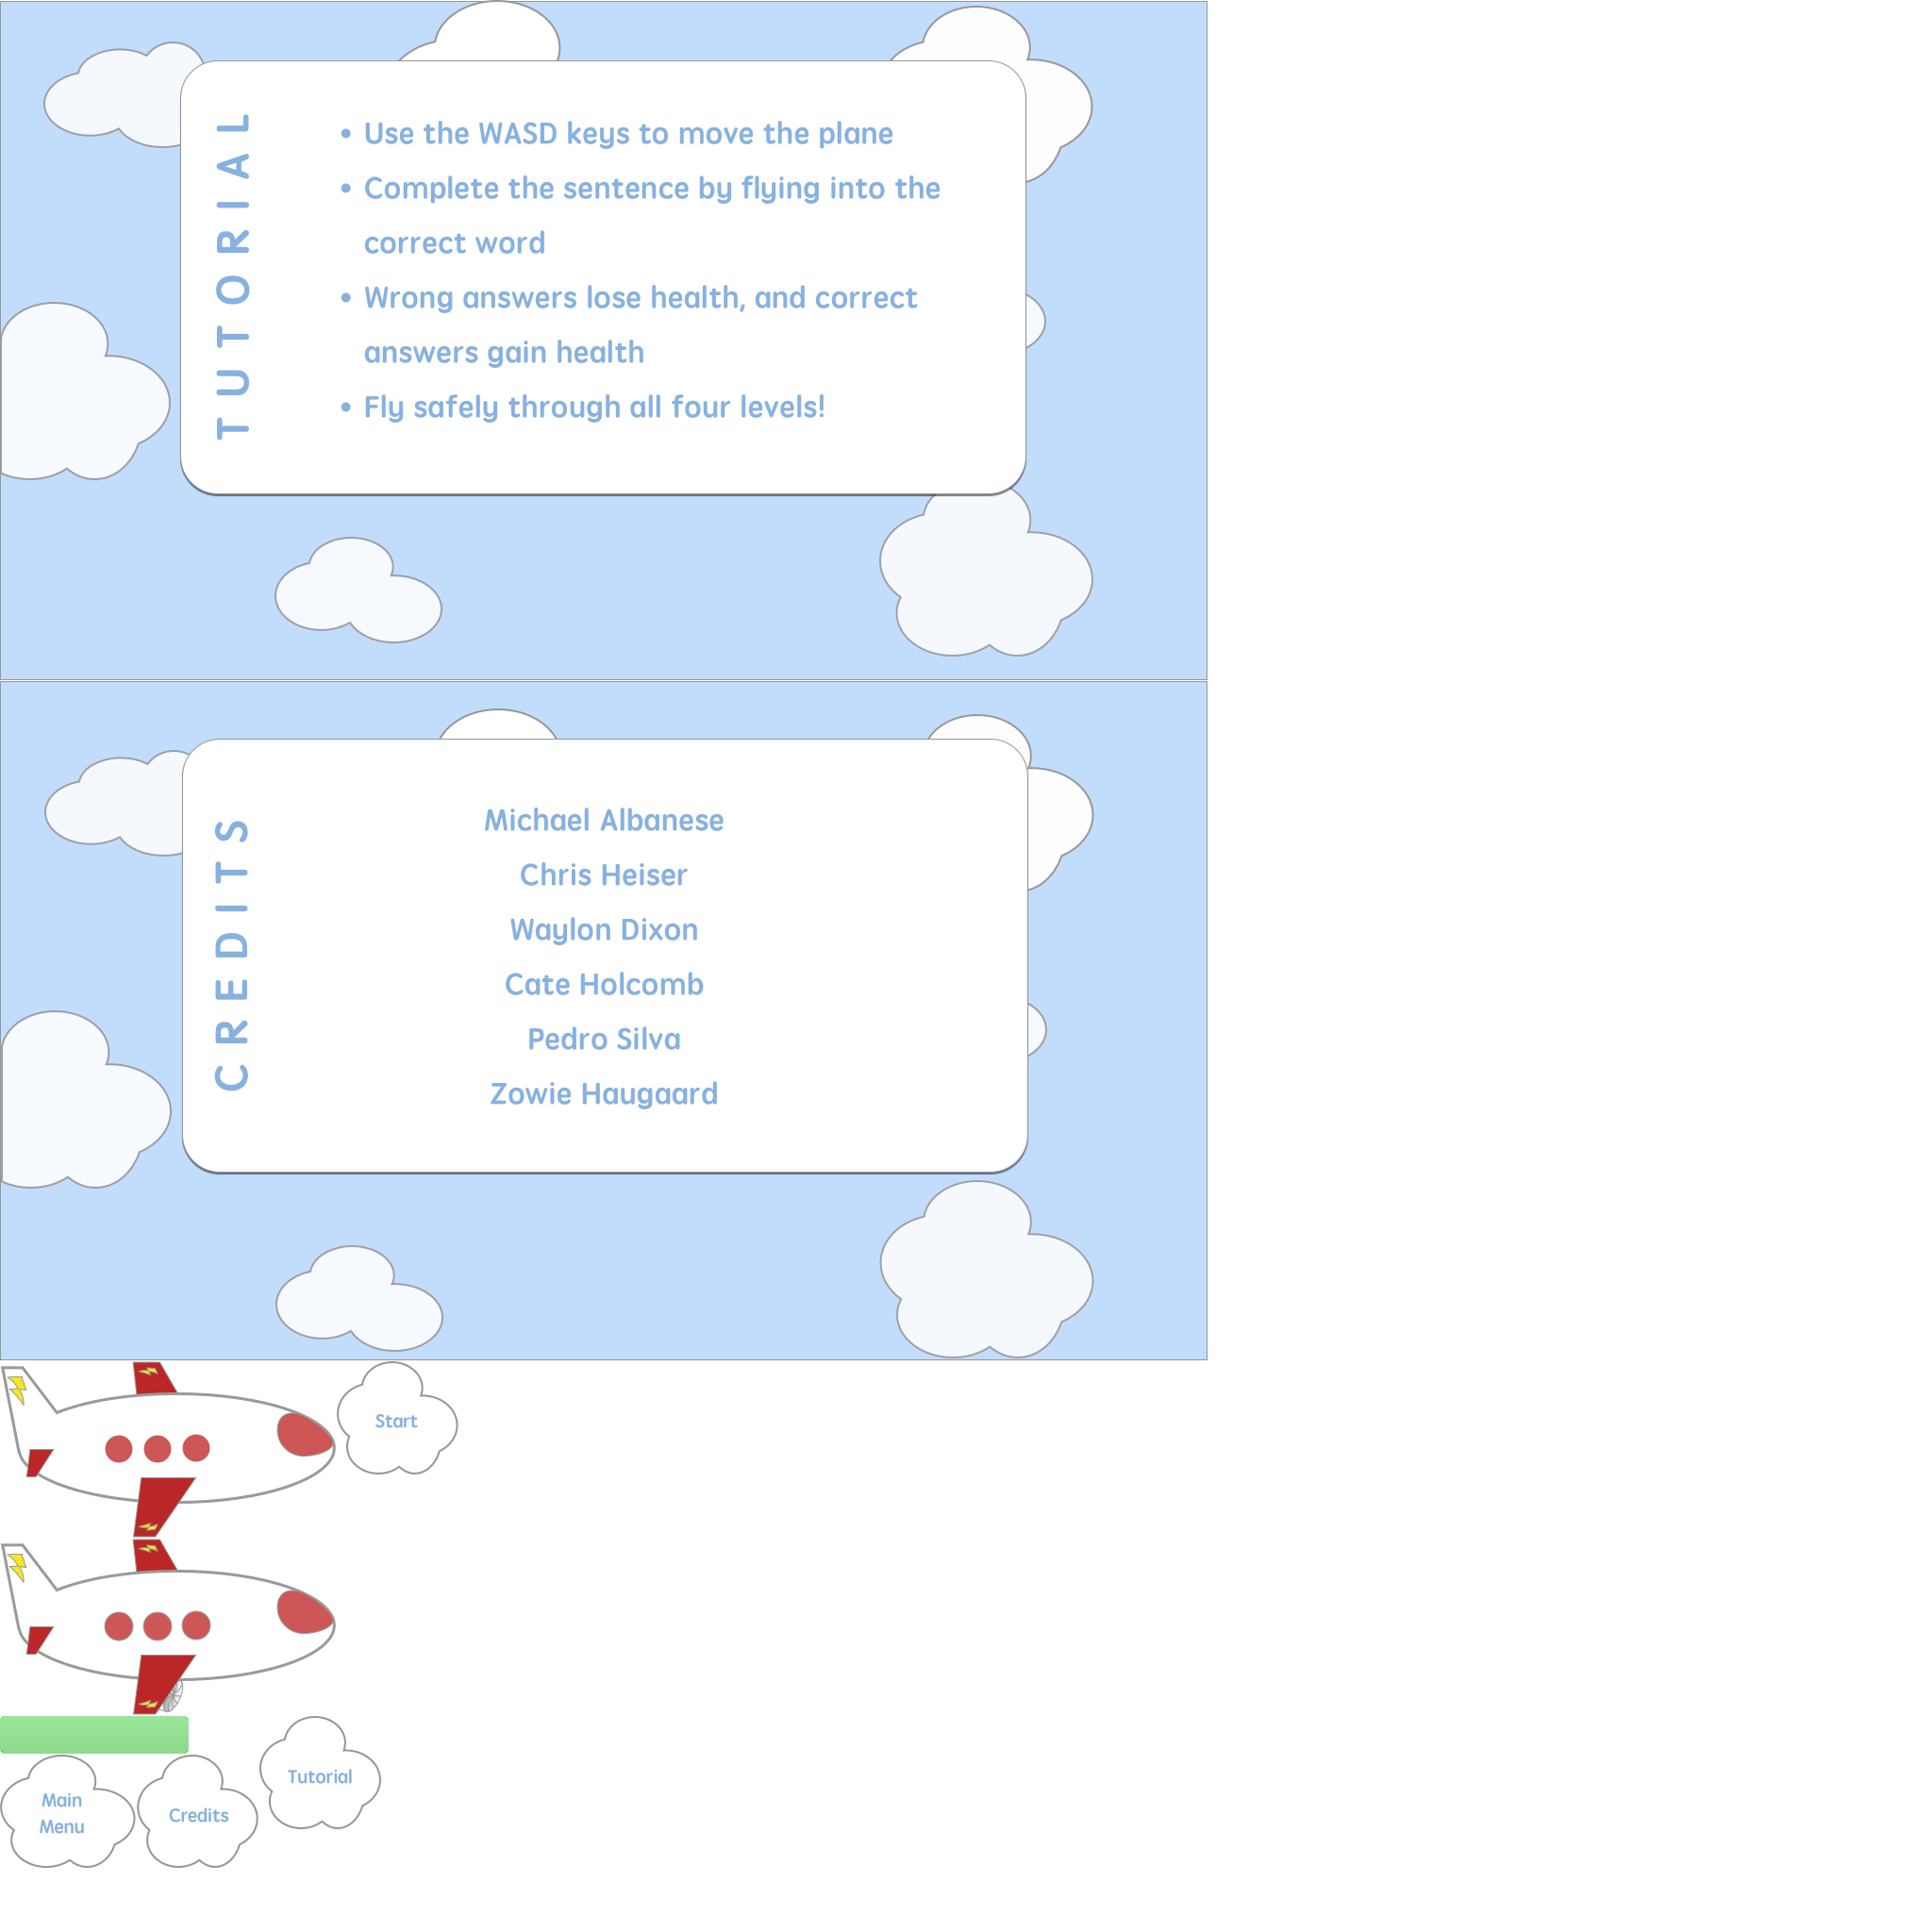 TUTORIAL
• Use the WASD keys to move the plane
• Complete the sentence by flying into the
correct word
• Wrong answers lose health, and correct
answers gain health
• Fly safely through all four levels!
CREDITS
Michael Albanese
Chris Heiser
Waylon Dixon
Cate Holcomb
Pedro Silva
Zowie Haugaard
Start
Tutorial
Main
Menu
Credits